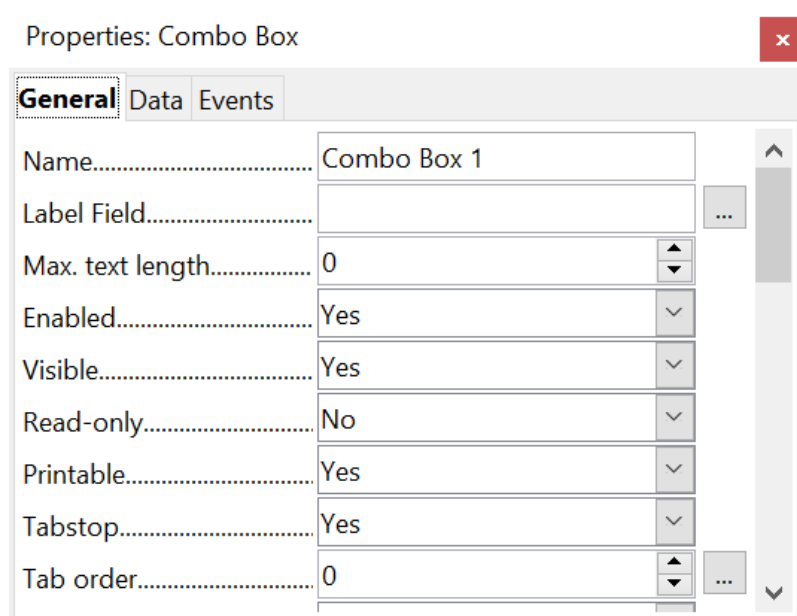 Properties: Combo Box
General Data Events
Name................................. Combo Box 1
Label Field......................... ...
Max. text length................. 0
Enabled.............................. Yes
Visible................................. Yes
Read-only.......................... No
Printable............................. Yes
Tabstop.............................. Yes
Tab order............................ 0 ...